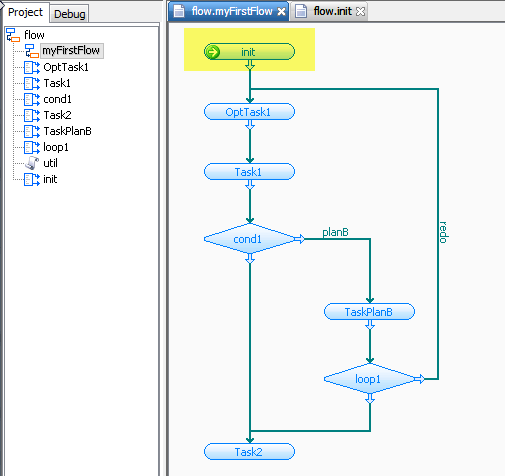 Project Debug
flow
myFirstFlow
OptTask1
Task1
cond1
Task2
TaskPlanB
loop1
util
init
flow.myFirstFlow flow.init
init
OptTask1
Task1
cond1
planB
redo
TaskPlanB
loop1
Task2